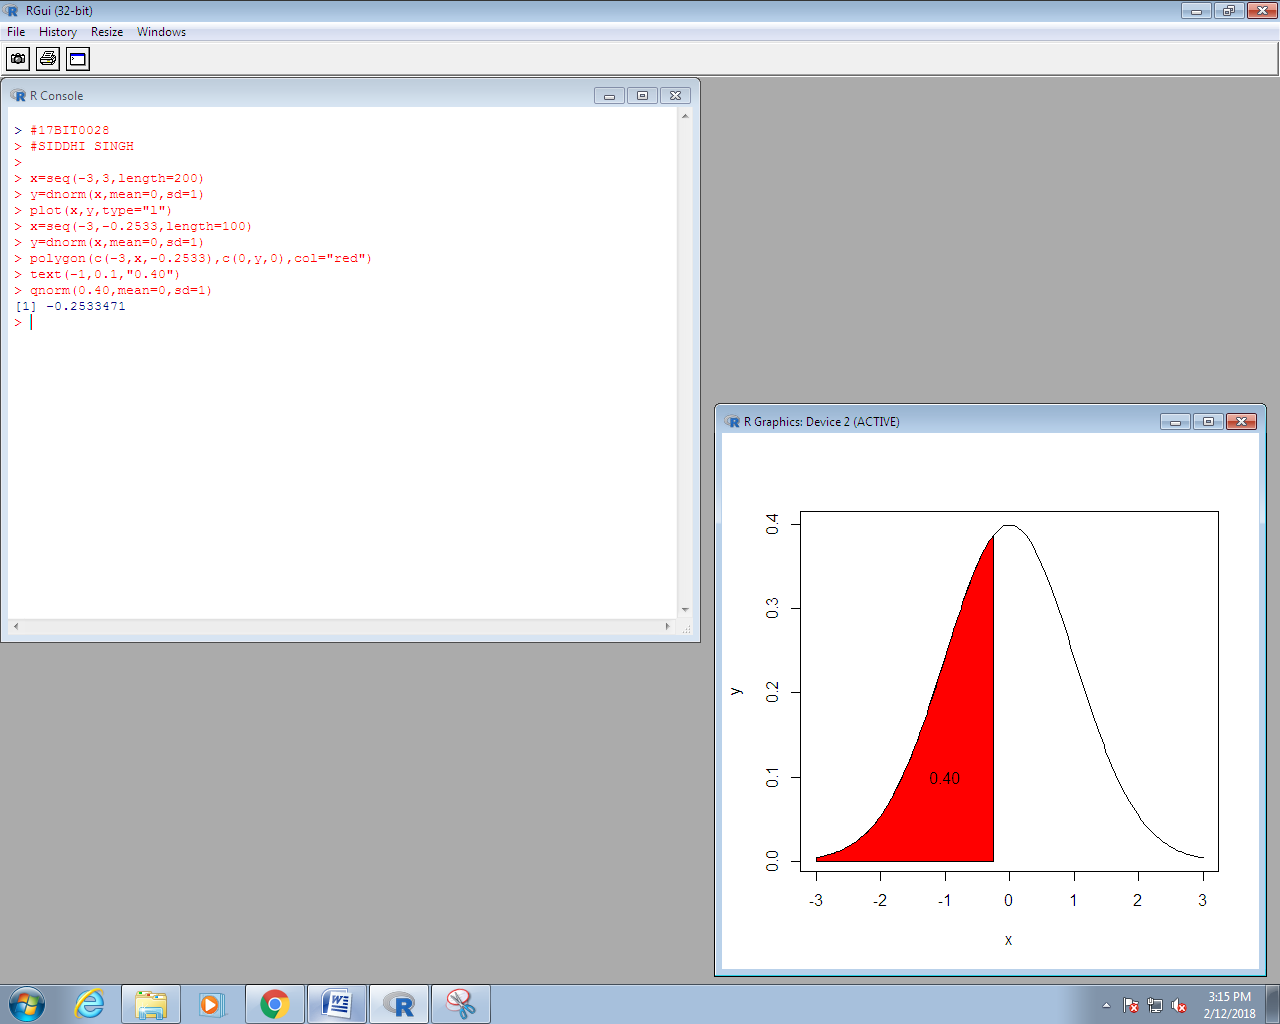 RGui (32-bit)
File History Resize Windows
R Console
> #17BIT0028
> #SIDDHI SINGH
>
> x=seq(-3,3,length=200)
> y=dnorm(x,mean=0,sd=1)
> plot(x,y,type="l")
> x=seq(-3,-0.2533,length=100)
> y=dnorm(x,mean=0,sd=1)
> polygon(c(-3,x,-0.2533),c(0,y,0),col="red")
> text(-1,0.1,"0.40")
> qnorm(0.40,mean=0,sd=1)
[1] -0.2533471
>
R Graphics: Device 2 (ACTIVE)
0.4
0.3
0.2
0.1
0.0
y
0.40
-3 -2 -1 0 1 2 3
x
3:15 PM
2/12/2018